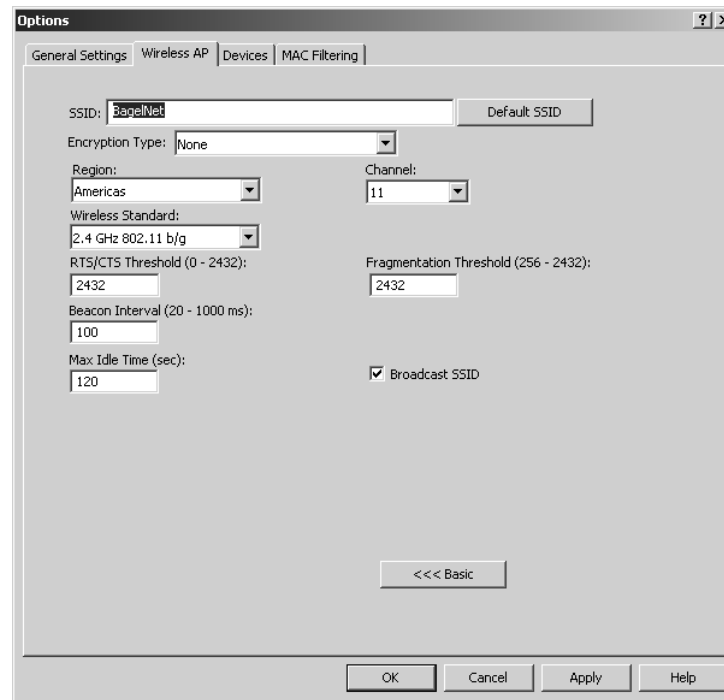 Options
General Settings Wireless AP Devices MAC Filtering
SSID: BagelNet Default SSID
Encryption Type: None
Region: Channel:
Americas 11
Wireless Standard:
2.4 GHz 802.11 b/g
RTS/CTS Threshold (0 - 2432): Fragmentation Threshold (256 - 2432):
2432 2432
Beacon Interval (20 - 1000 ms):
100
Max Idle Time (sec):
120 Broadcast SSID
<<< Basic
OK Cancel Apply Help